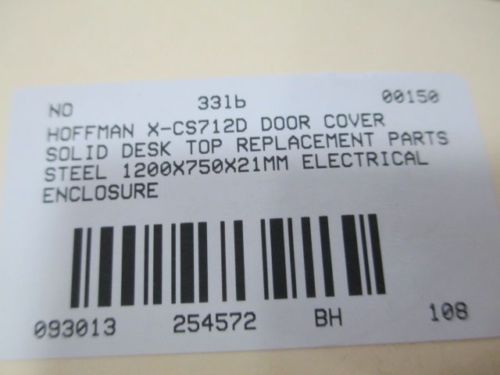 NO 33lb 00150
HOFFMAN X-CS712D DOOR COVER
SOLID DESK TOP REPLACEMENT PARTS
STEEL 1200X750X21MM ELECTRICAL
ENCLOSURE
093013 254572 BH 108